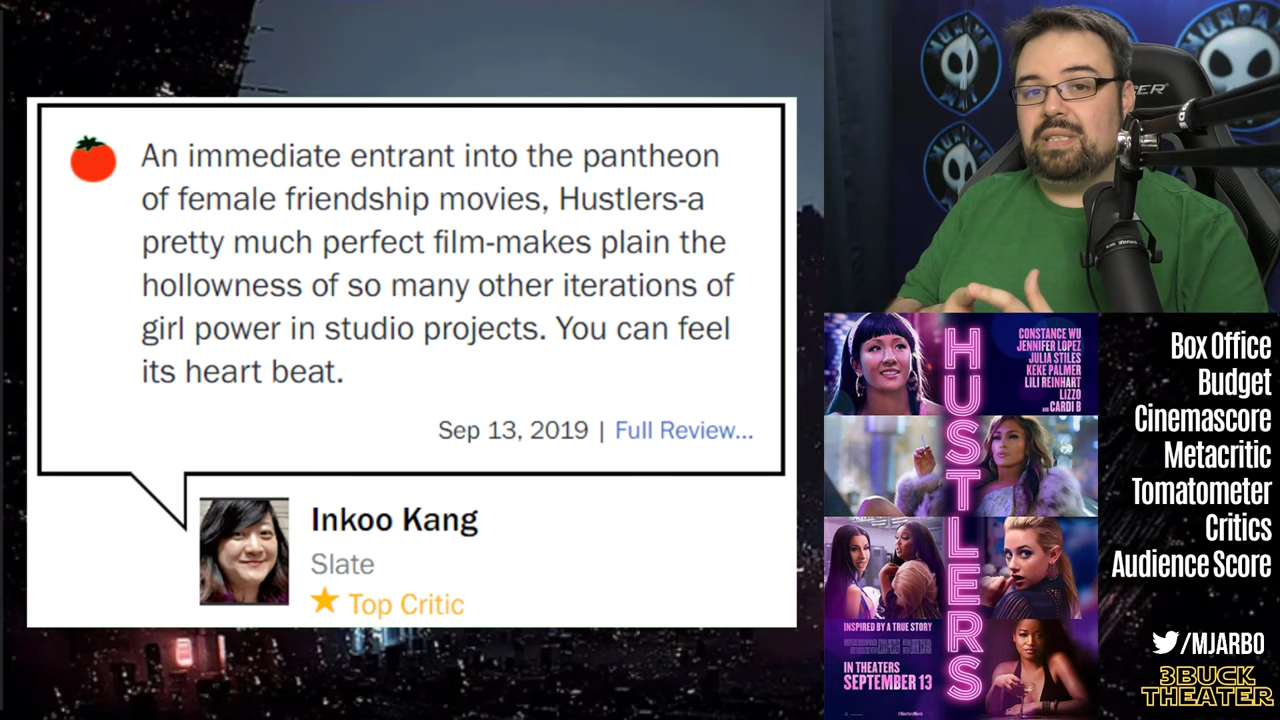 An immediate entrant into the pantheon
of female friendship movies, Hustlers-a
pretty much perfect film-makes plain the
hollowness of so many other iterations of
girl power in studio projects. You can feel
its heart beat.
Sep 13, 2019 | Full Review...
Inkoo Kang
Slate
Top Critic
HUSTLERS
CONSTANCE WU
JENNIFER LOPEZ
JULIA STILES
KEKE PALMER
LILI REINHART
LIZZO
AND CARDI B
INSPIRED BY A TRUE STORY
IN THEATERS
SEPTEMBER 13
Box Office
Budget
Cinemascore
Metacritic
Tomatometer
Critics
Audience Score
/MJARBO
3BUCK
THEATER